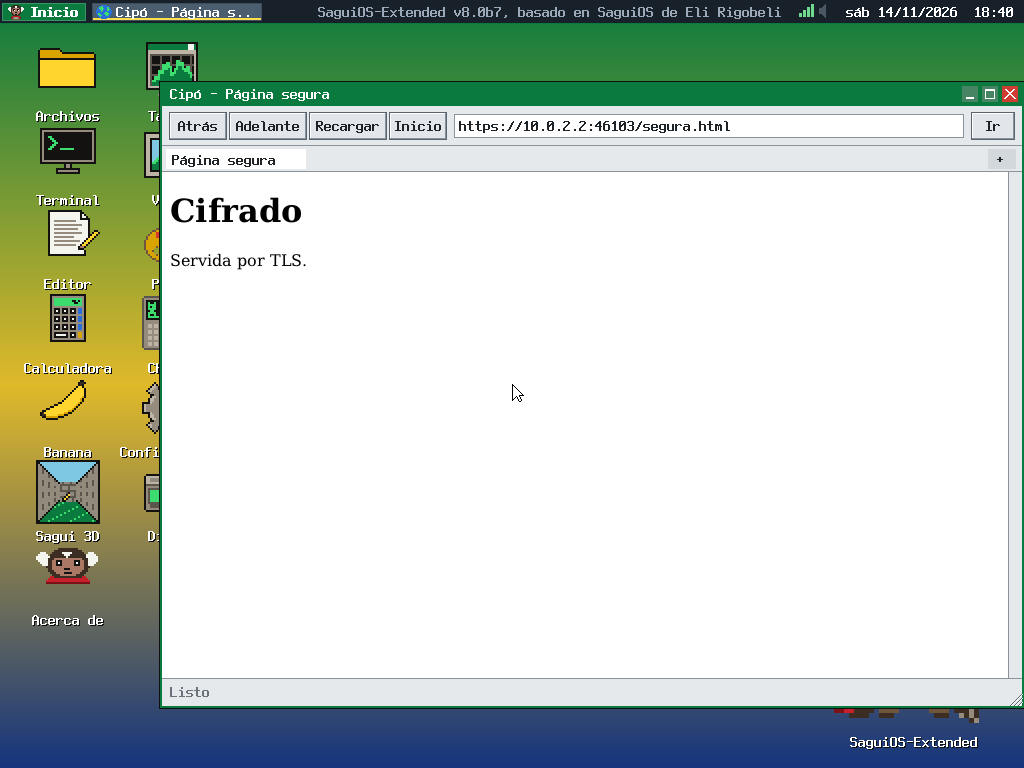 Inicio
Cipó - Página s..
SaguiOS-Extended v8.0b7, basado en SaguiOS de Eli Rigobeli
sáb 14/11/2026 18:40
Archivos
Terminal
Editor
Calculadora
Banana
Confi
Sagui 3D
Acerca de
Cipó - Página segura
Atrás Adelante Recargar Inicio https://10.0.2.2:46103/segura.html Ir
Página segura +
Cifrado
Servida por TLS.
Listo
SaguiOS-Extended